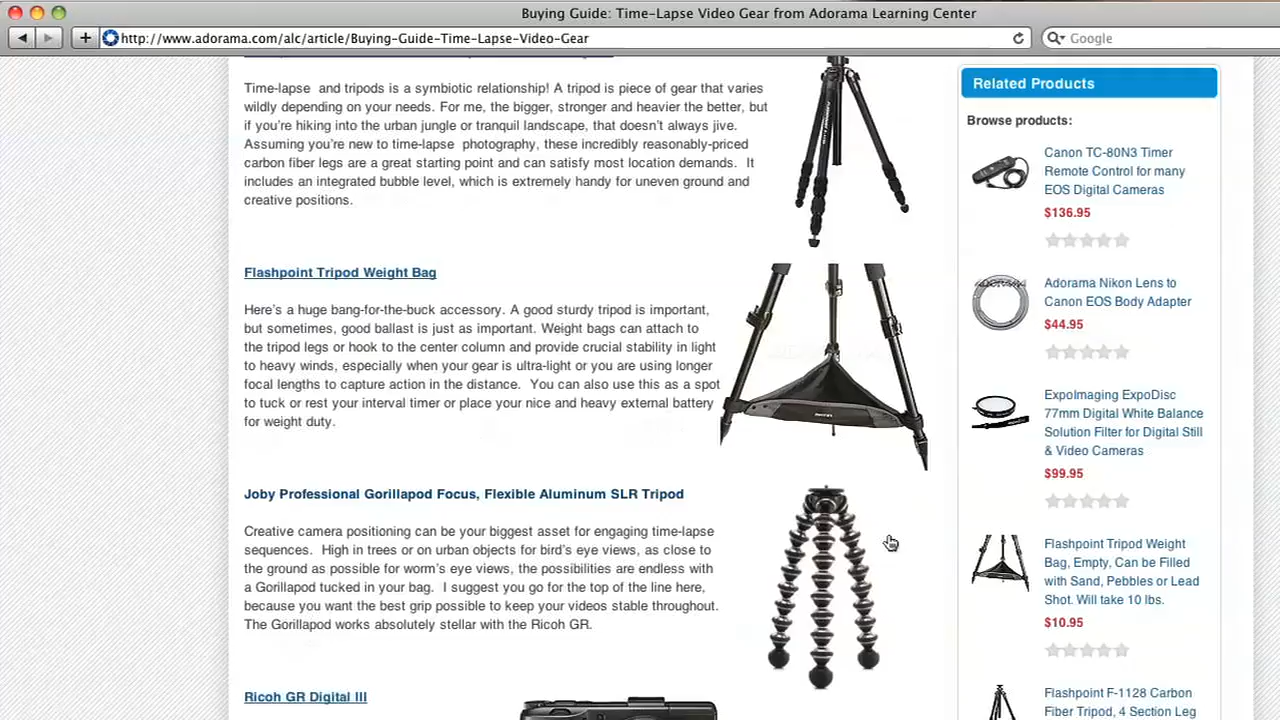 Buying Guide: Time-Lapse Video Gear from Adorama Learning Center
http://www.adorama.com/alc/article/Buying-Guide-Time-Lapse-Video-Gear
Google
Time-lapse and tripods is a symbiotic relationship! A tripod is piece of gear that varies
wildly depending on your needs. For me, the bigger, stronger and heavier the better, but
if you're hiking into the urban jungle or tranquil landscape, that doesn't always jive.
Assuming you're new to time-lapse photography, these incredibly reasonably-priced
carbon fiber legs are a great starting point and can satisfy most location demands. It
includes an integrated bubble level, which is extremely handy for uneven ground and
creative positions.
Flashpoint Tripod Weight Bag
Here's a huge bang-for-the-buck accessory. A good sturdy tripod is important,
but sometimes, good ballast is just as important. Weight bags can attach to
the tripod legs or hook to the center column and provide crucial stability in light
to heavy winds, especially when your gear is ultra-light or you are using longer
focal lengths to capture action in the distance. You can also use this as a spot
to tuck or rest your interval timer or place your nice and heavy external battery
for weight duty.
Joby Professional Gorillapod Focus, Flexible Aluminum SLR Tripod
Creative camera positioning can be your biggest asset for engaging time-lapse
sequences. High in trees or on urban objects for bird's eye views, as close to
the ground as possible for worm's eye views, the possibilities are endless with
a Gorillapod tucked in your bag. I suggest you go for the top of the line here,
because you want the best grip possible to keep your videos stable throughout.
The Gorillapod works absolutely stellar with the Ricoh GR.
Ricoh GR Digital III
Related Products
Browse products:
Canon TC-80N3 Timer
Remote Control for many
EOS Digital Cameras
$136.95
Adorama Nikon Lens to
Canon EOS Body Adapter
$44.95
ExpoImaging ExpoDisc
77mm Digital White Balance
Solution Filter for Digital Still
& Video Cameras
$99.95
Flashpoint Tripod Weight
Bag, Empty, Can be Filled
with Sand, Pebbles or Lead
Shot. Will take 10 lbs.
$10.95
Flashpoint F-1128 Carbon
Fiber Tripod, 4 Section Leg